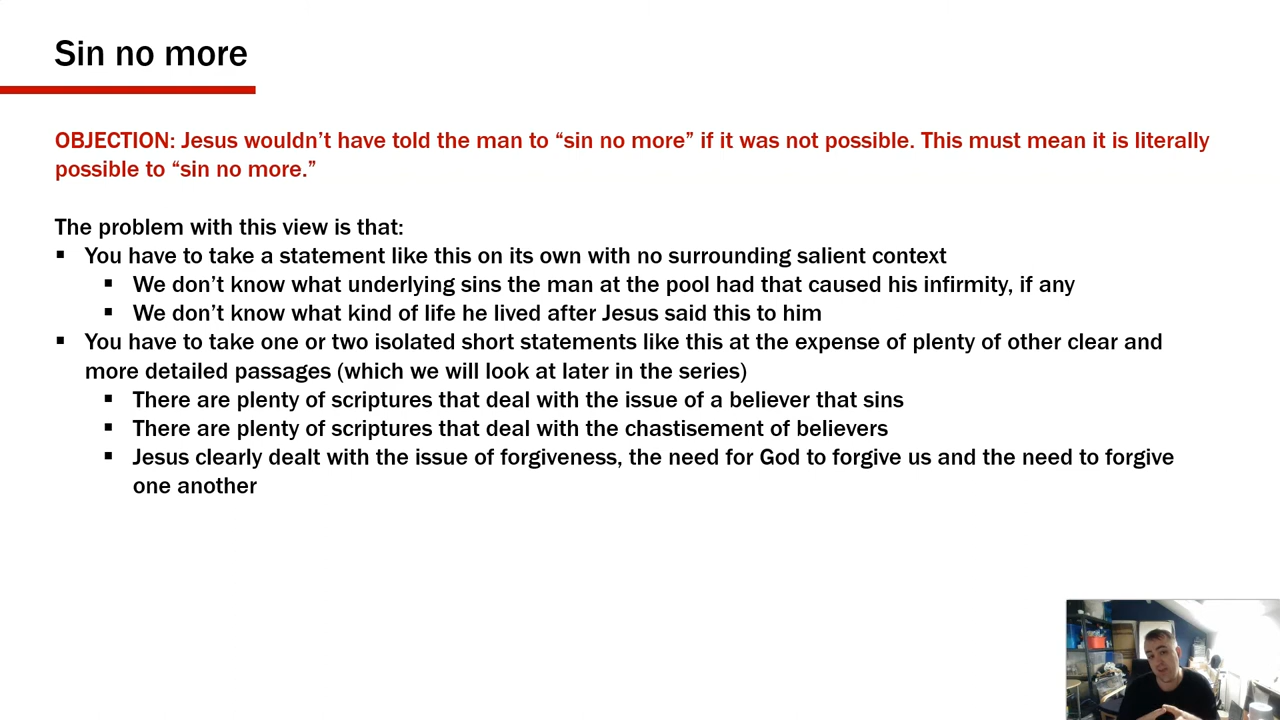 Sin no more
OBJECTION: Jesus wouldn’t have told the man to “sin no more” if it was not possible. This must mean it is literally
possible to “sin no more.”
The problem with this view is that:
▪ You have to take a statement like this on its own with no surrounding salient context
▪ We don’t know what underlying sins the man at the pool had that caused his infirmity, if any
▪ We don’t know what kind of life he lived after Jesus said this to him
▪ You have to take one or two isolated short statements like this at the expense of plenty of other clear and
more detailed passages (which we will look at later in the series)
▪ There are plenty of scriptures that deal with the issue of a believer that sins
▪ There are plenty of scriptures that deal with the chastisement of believers
▪ Jesus clearly dealt with the issue of forgiveness, the need for God to forgive us and the need to forgive
one another